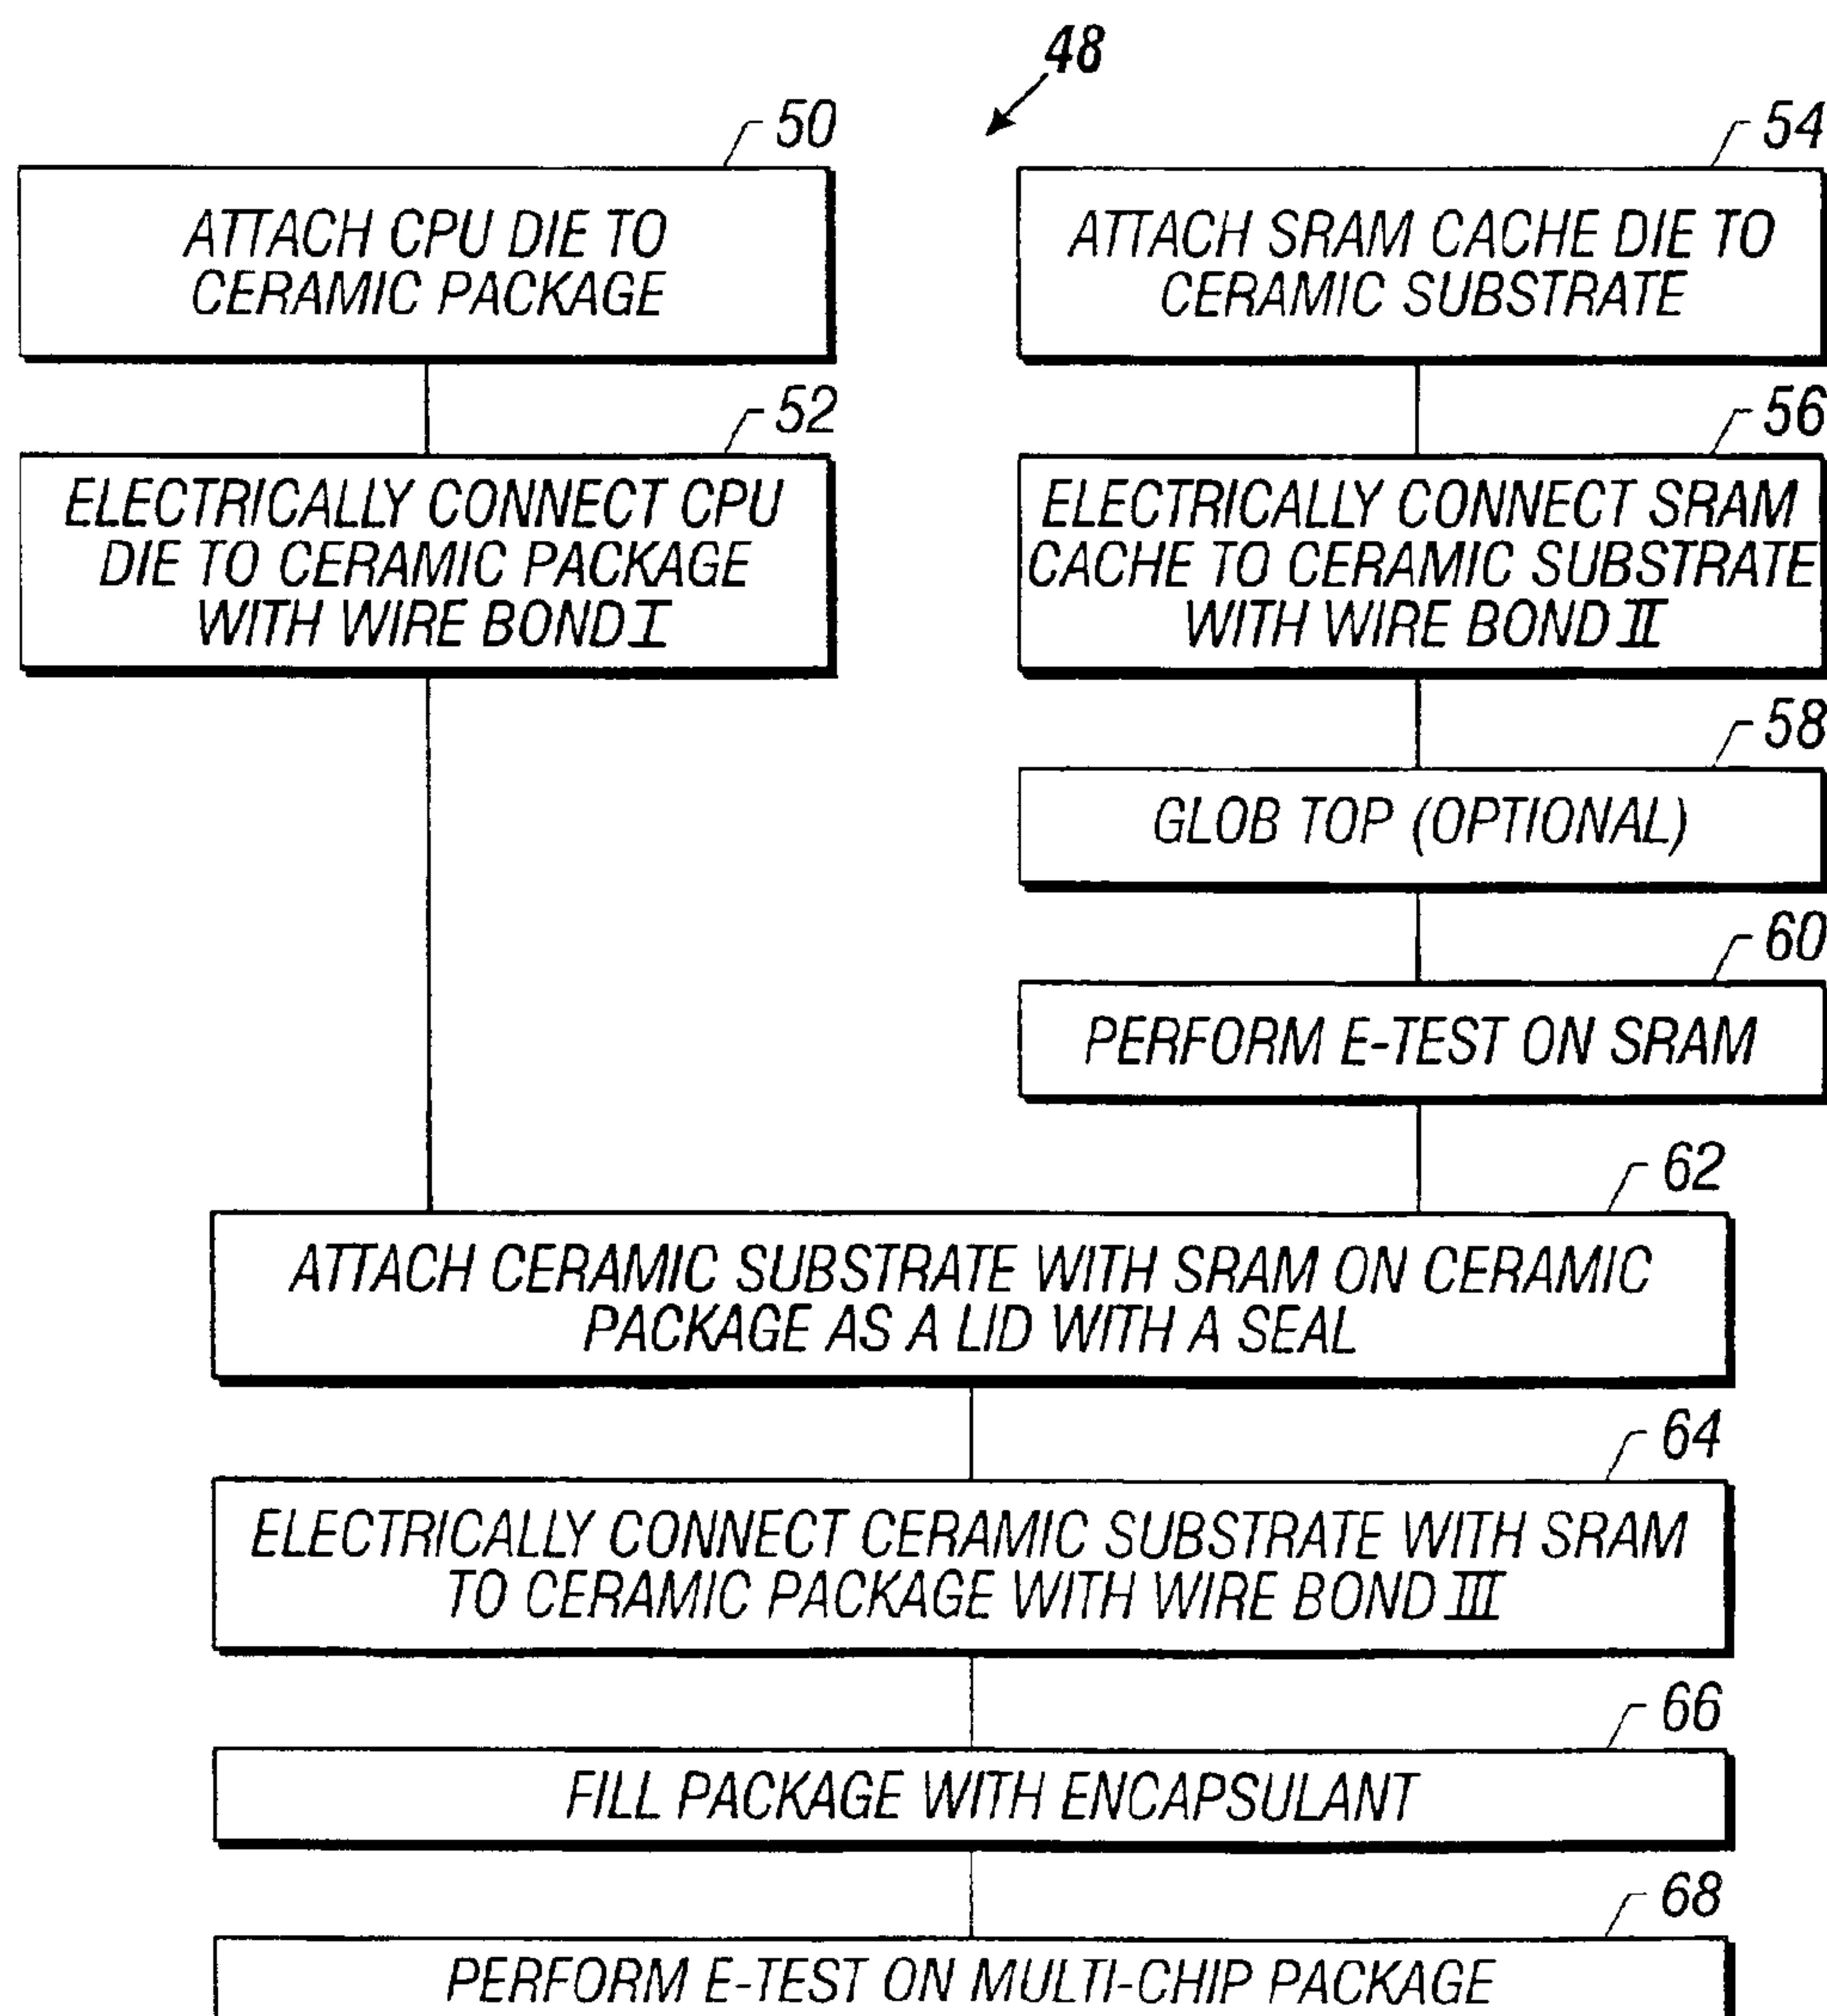 48
50
ATTACH CPU DIE TO
CERAMIC PACKAGE
52
ELECTRICALLY CONNECT CPU
DIE TO CERAMIC PACKAGE
WITH WIRE BOND I
54
ATTACH SRAM CACHE DIE TO
CERAMIC SUBSTRATE
56
ELECTRICALLY CONNECT SRAM
CACHE TO CERAMIC SUBSTRATE
WITH WIRE BOND II
58
GLOB TOP (OPTIONAL)
60
PERFORM E-TEST ON SRAM
62
ATTACH CERAMIC SUBSTRATE WITH SRAM ON CERAMIC
PACKAGE AS A LID WITH A SEAL
64
ELECTRICALLY CONNECT CERAMIC SUBSTRATE WITH SRAM
TO CERAMIC PACKAGE WITH WIRE BOND III
66
FILL PACKAGE WITH ENCAPSULANT
68
PERFORM E-TEST ON MULTI-CHIP PACKAGE